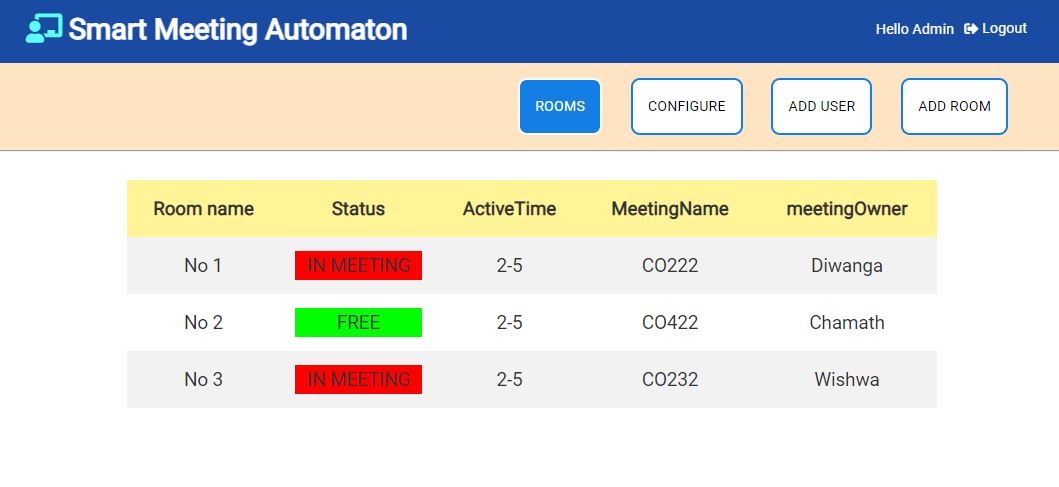 Smart Meeting Automaton
Hello Admin Logout
ROOMS CONFIGURE ADD USER ADD ROOM
Room name Status ActiveTime MeetingName meetingOwner
No 1 IN MEETING 2-5 CO222 Diwanga
No 2 FREE 2-5 CO422 Chamath
No 3 IN MEETING 2-5 CO232 Wishwa